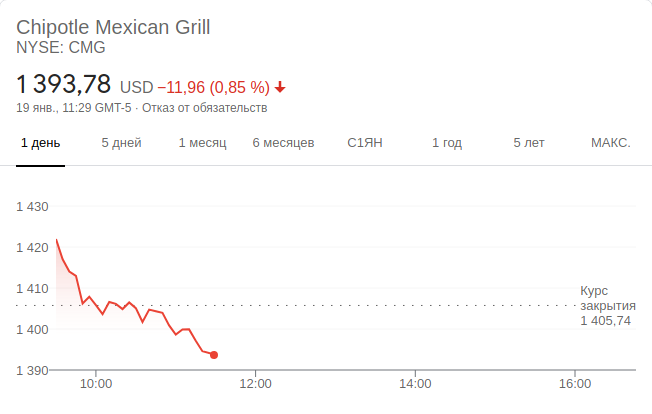 Chipotle Mexican Grill
NYSE: CMG
1 393,78 USD −11,96 (0,85 %)
19 янв., 11:29 GMT-5 · Отказ от обязательств
1 день 5 дней 1 месяц 6 месяцев С1ЯН 1 год 5 лет МАКС.
1 430
1 420
1 410
Курс
закрытия
1 405,74
1 400
1 390
10:00 12:00 14:00 16:00